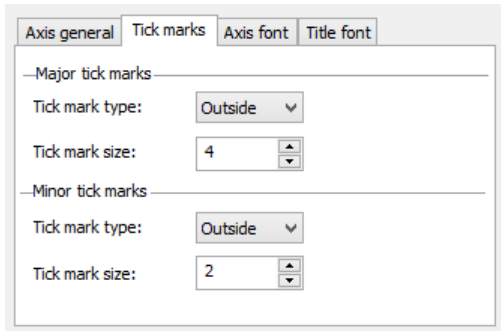 Axis general Tick marks Axis font Title font
Major tick marks
Tick mark type: Outside
Tick mark size: 4
Minor tick marks
Tick mark type: Outside
Tick mark size: 2